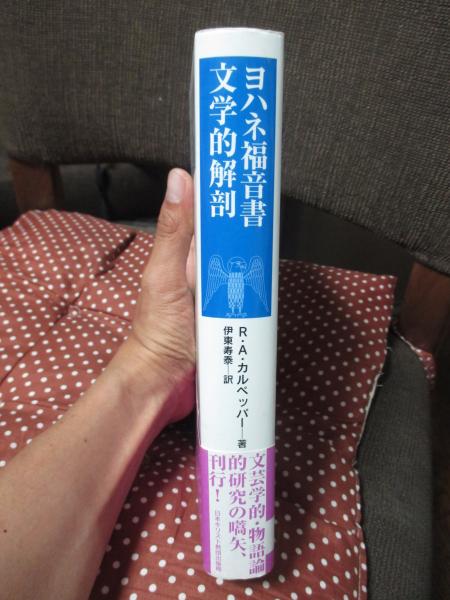 ヨハネ福音書
文学的解剖
R・A・カルペッパー──著
伊東寿泰──訳
文芸学的・物語論
的研究の嚆矢、
刊行!
日本キリスト教団出版局